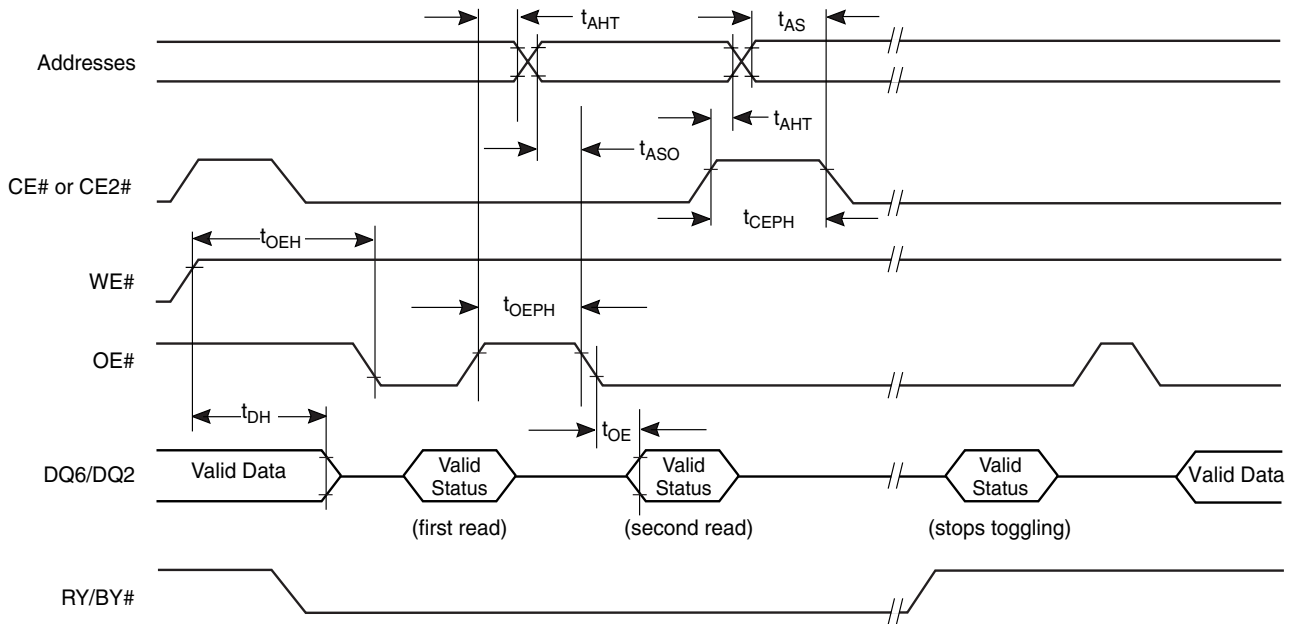 tAHT
tAS
Addresses
tAHT
tASO
CE# or CE2#
tCEPH
tOEH
WE#
tOEPH
OE#
tDH
tOE
DQ6/DQ2
Valid Data
Valid
Status
Valid
Status
Valid
Status
Valid Data
(first read)
(second read)
(stops toggling)
RY/BY#